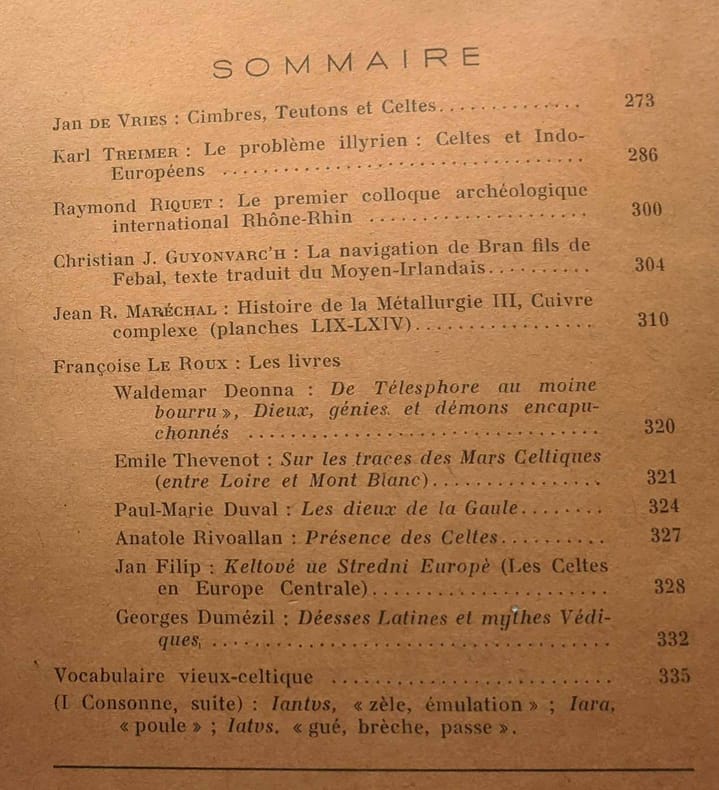 SOMMAIRE
Jan DE VRIES : Cimbres, Teutons et Celtes.............. 273
Karl TREIMER : Le problème illyrien : Celtes et Indo-
Européens .................................. 286
Raymond RIQUET : Le premier colloque archéologique
international Rhône-Rhin .................... 300
Christian J. GUYONVARC'H : La navigation de Bran fils de
Febal, texte traduit du Moyen-Irlandais.......... 304
Jean R. MARÉCHAL : Histoire de la Métallurgie III, Cuivre
complexe (planches LIX-LXIV)................. 310
Françoise LE ROUX : Les livres
Waldemar Deonna : De Télesphore au moine
bourru », Dieux, génies et démons encapu-
chonnés ................................. 320
Emile Thevenot : Sur les traces des Mars Celtiques
(entre Loire et Mont Blanc)................ 321
Paul-Marie Duval : Les dieux de la Gaule........ 324
Anatole Rivoallan : Présence des Celtes.......... 327
Jan Filip : Keltové ue Stredni Europè (Les Celtes
en Europe Centrale)...................... 328
Georges Dumézil : Déesses Latines et mythes Védi-
ques, ..................................... 332
Vocabulaire vieux-celtique .......................... 335
(I Consonne, suite) : Iantvs, « zèle, émulation » ; Iara,
« poule » ; Iatvs. « gué, brèche, passe ».